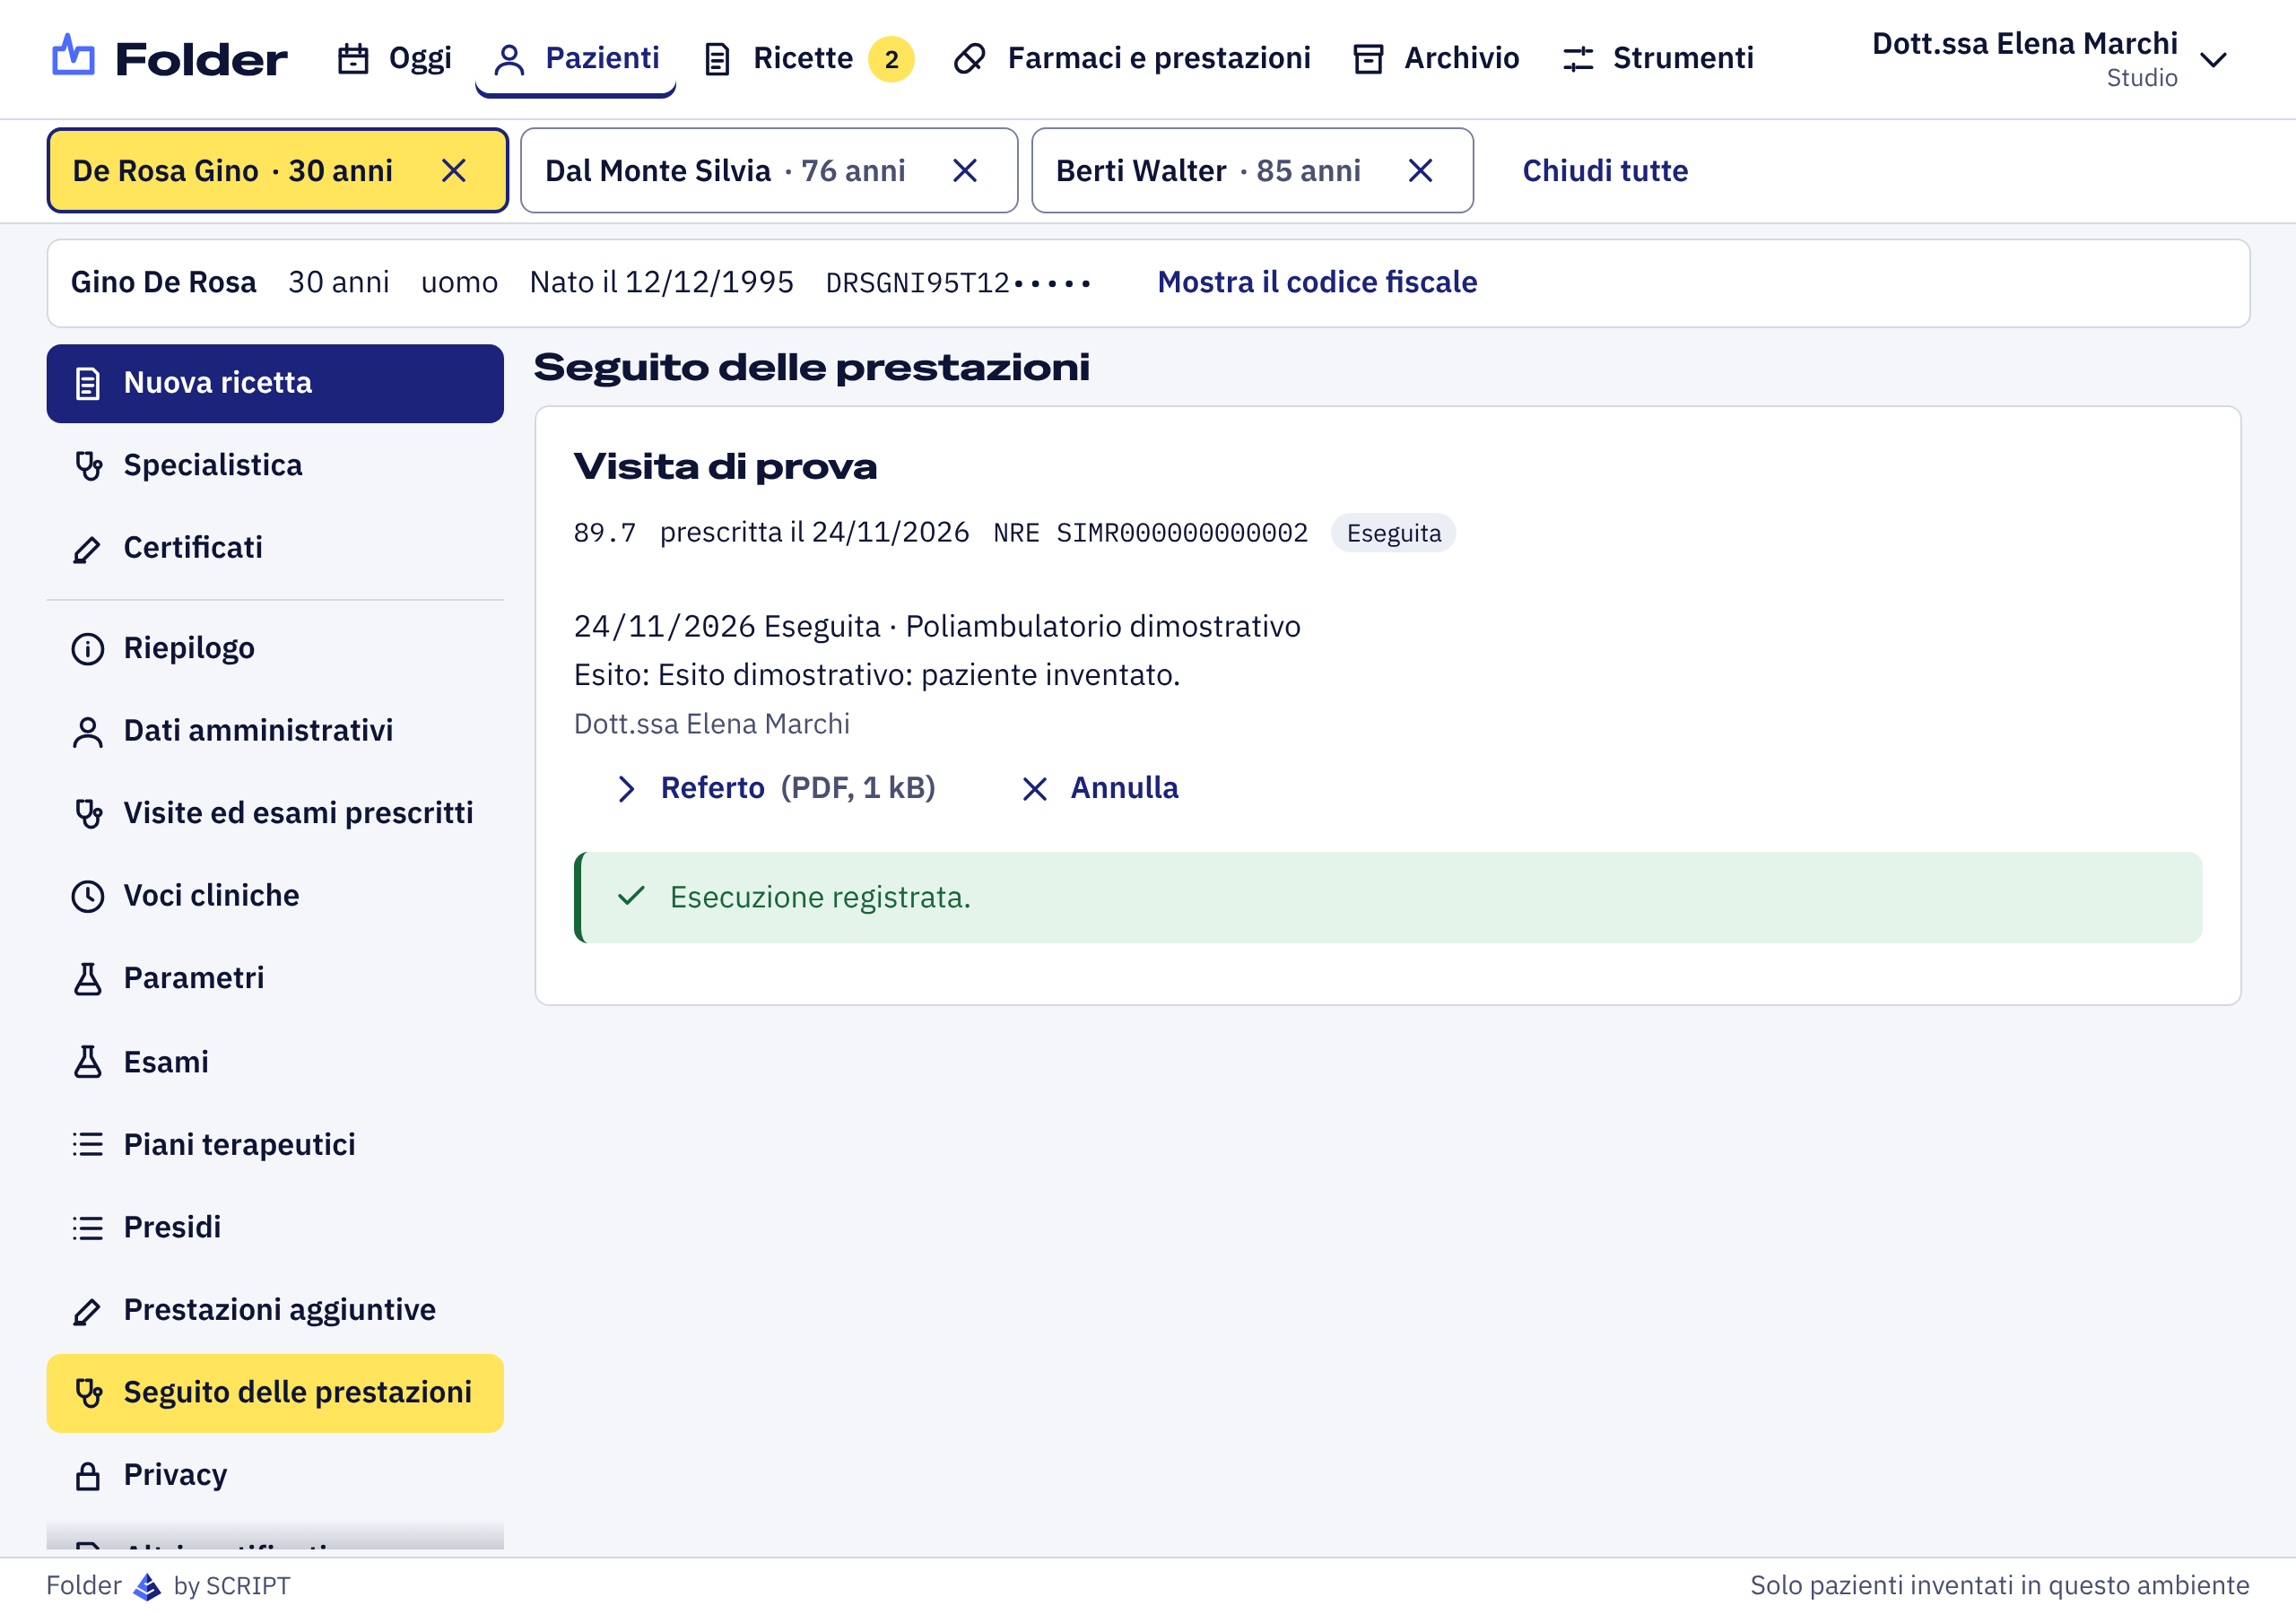 Folder
Oggi
Pazienti
Ricette 2
Farmaci e prestazioni
Archivio
Strumenti
Dott.ssa Elena Marchi
Studio
De Rosa Gino · 30 anni
Dal Monte Silvia · 76 anni
Berti Walter · 85 anni
Chiudi tutte
Gino De Rosa 30 anni uomo Nato il 12/12/1995 DRSGNI95T12••••• Mostra il codice fiscale
Nuova ricetta
Specialistica
Certificati
Riepilogo
Dati amministrativi
Visite ed esami prescritti
Voci cliniche
Parametri
Esami
Piani terapeutici
Presidi
Prestazioni aggiuntive
Seguito delle prestazioni
Privacy
Seguito delle prestazioni
Visita di prova
89.7 prescritta il 24/11/2026 NRE SIMR000000000002 Eseguita
24/11/2026 Eseguita · Poliambulatorio dimostrativo
Esito: Esito dimostrativo: paziente inventato.
Dott.ssa Elena Marchi
Referto (PDF, 1 kB) Annulla
Esecuzione registrata.
Folder by SCRIPT
Solo pazienti inventati in questo ambiente